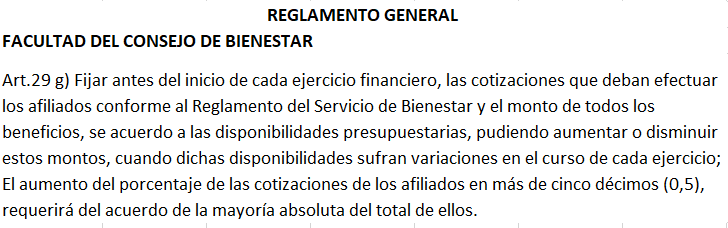 REGLAMENTO GENERAL
FACULTAD DEL CONSEJO DE BIENESTAR
Art.29 g) Fijar antes del inicio de cada ejercicio financiero, las cotizaciones que deban efectuar
los afiliados conforme al Reglamento del Servicio de Bienestar y el monto de todos los
beneficios, se acuerdo a las disponibilidades presupuestarias, pudiendo aumentar o disminuir
estos montos, cuando dichas disponibilidades sufran variaciones en el curso de cada ejercicio;
El aumento del porcentaje de las cotizaciones de los afiliados en más de cinco décimos (0,5),
requerirá del acuerdo de la mayoría absoluta del total de ellos.